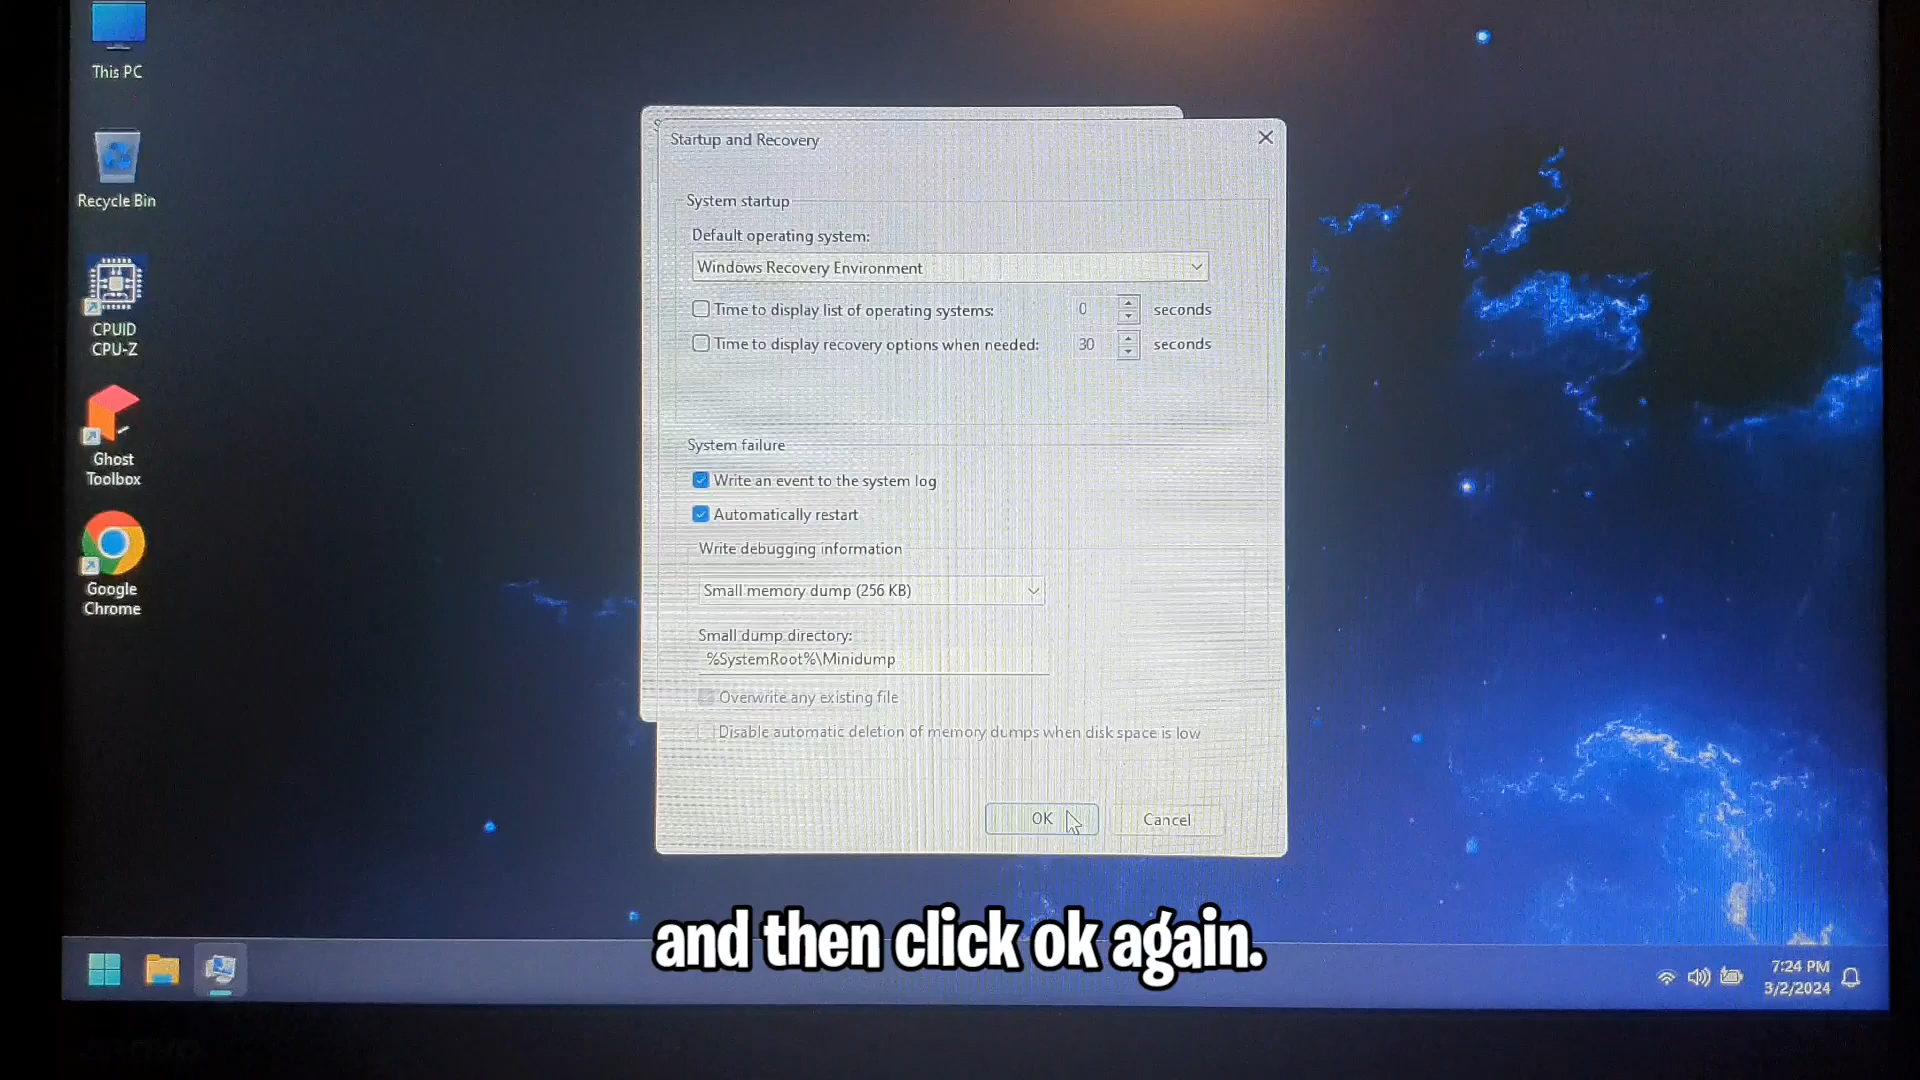 This PC
Recycle Bin
CPUID
CPU-Z
Ghost
Toolbox
Google
Chrome
Startup and Recovery
System startup
Default operating system:
Windows Recovery Environment
Time to display list of operating systems: 0 seconds
Time to display recovery options when needed: 30 seconds
System failure
Write an event to the system log
Automatically restart
Write debugging information
Small memory dump (256 KB)
Small dump directory:
%SystemRoot%\Minidump
Overwrite any existing file
Disable automatic deletion of memory dumps when disk space is low
OK Cancel
and then click ok again.
7:24 PM
3/2/2024